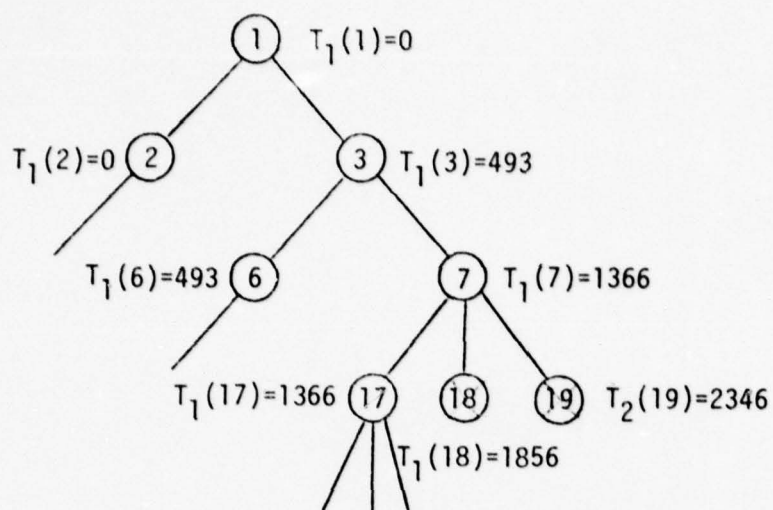 1 T1(1)=0
T1(2)=0 2 3 T1(3)=493
T1(6)=493 6 7 T1(7)=1366
T1(17)=1366 17 18 19 T2(19)=2346
T1(18)=1856